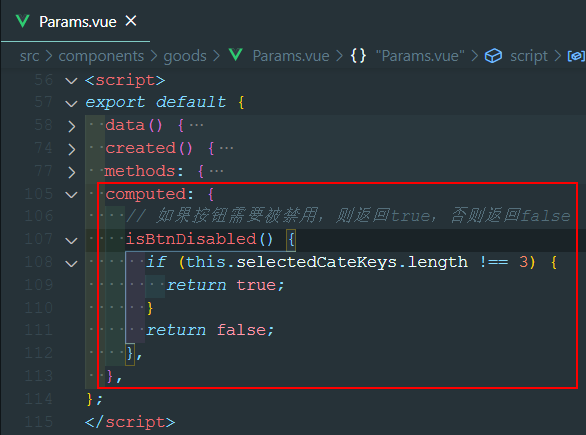 Params.vue ×
src > components > goods > Params.vue > {} "Params.vue" > script >
56 <script>
57 export default {
58 data() { ···
74 created() { ···
77 methods: { ···
105 computed: {
106 // 如果按钮需要被禁用，则返回true，否则返回false
107 isBtnDisabled() {
108 if (this.selectedCateKeys.length !== 3) {
109 return true;
110 }
111 return false;
112 },
113 },
114 };
115 </script>